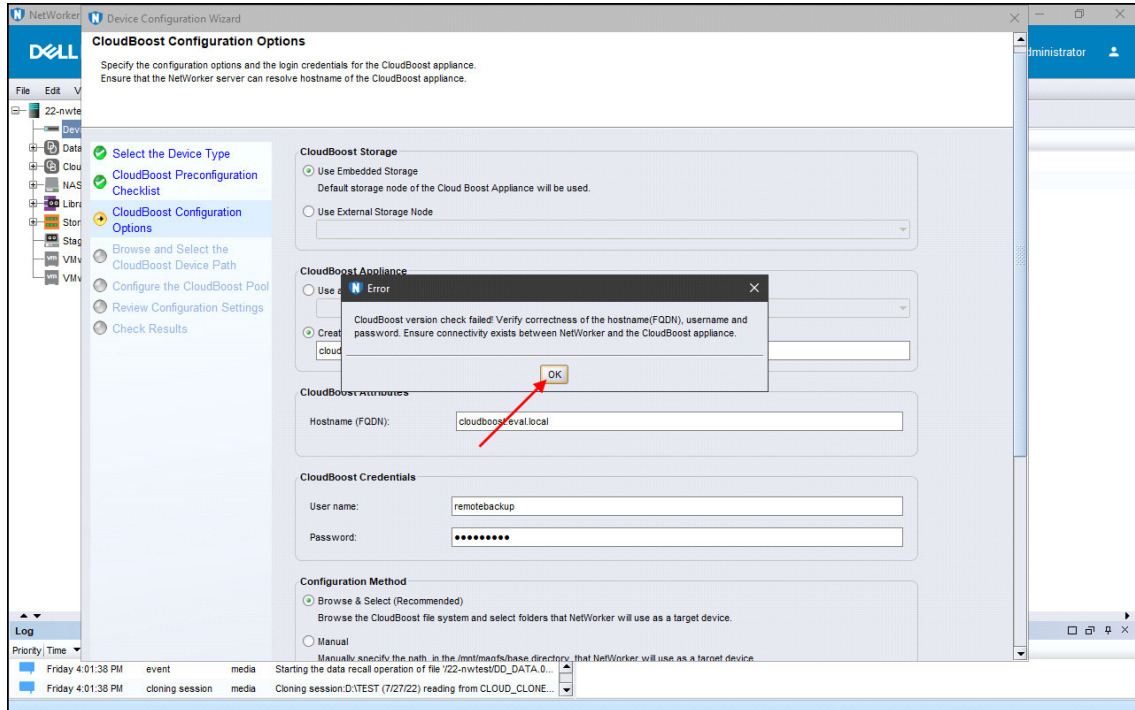 NetWorker
Device Configuration Wizard
DELL
CloudBoost Configuration Options
Specify the configuration options and the login credentials for the CloudBoost appliance.
Ensure that the NetWorker server can resolve hostname of the CloudBoost appliance.
dministrator
File Edit V
22-nwte
Dev
Data
Clou
NAS
Libra
Stor
Stag
VMv
VMv
Select the Device Type
CloudBoost Preconfiguration
Checklist
CloudBoost Configuration
Options
Browse and Select the
CloudBoost Device Path
Configure the CloudBoost Pool
Review Configuration Settings
Check Results
CloudBoost Storage
Use Embedded Storage
Default storage node of the Cloud Boost Appliance will be used.
Use External Storage Node
CloudBoost Appliance
Use a
Creat
cloud
Error
CloudBoost version check failed! Verify correctness of the hostname(FQDN), username and
password. Ensure connectivity exists between NetWorker and the CloudBoost appliance.
OK
CloudBoost Attributes
Hostname (FQDN): cloudboost.eval.local
CloudBoost Credentials
User name: remotebackup
Password:
Configuration Method
Browse & Select (Recommended)
Browse the CloudBoost file system and select folders that NetWorker will use as a target device.
Manual
Manually specify the path, in the /mnt/magfs/base directory, that NetWorker will use as a target device
Log
Priority Time
Friday 4:01:38 PM event media Starting the data recall operation of file '/22-nwtest/DD_DATA.0...
Friday 4:01:38 PM cloning session media Cloning session:D:\TEST (7/27/22) reading from CLOUD_CLONE...